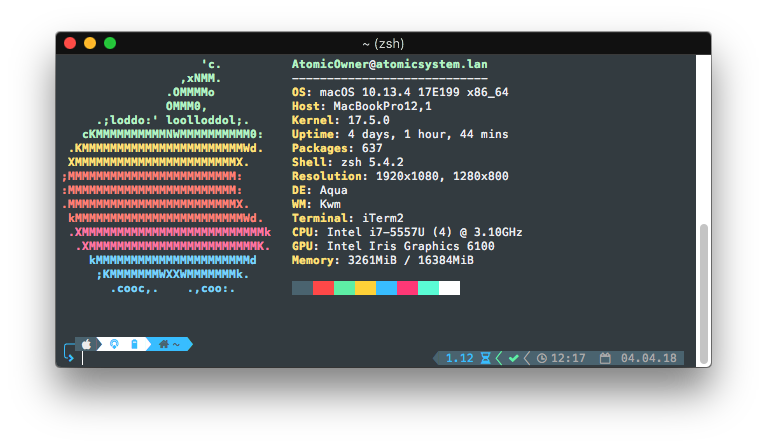 ~ (zsh)
'c.
,xNMM.
.OMMMMo
OMMM0,
.;loddo:' loolloddol;.
cKMMMMMMMMMMNWMMMMMMMMMM0:
.KMMMMMMMMMMMMMMMMMMMMMMMWd.
XMMMMMMMMMMMMMMMMMMMMMMMX.
;MMMMMMMMMMMMMMMMMMMMMMMM:
:MMMMMMMMMMMMMMMMMMMMMMMM:
.MMMMMMMMMMMMMMMMMMMMMMMMX.
kMMMMMMMMMMMMMMMMMMMMMMMMWd.
.XMMMMMMMMMMMMMMMMMMMMMMMMMMk
.XMMMMMMMMMMMMMMMMMMMMMMMMK.
kMMMMMMMMMMMMMMMMMMMMMMd
;KMMMMMMMWXXWMMMMMMMk.
.cooc,. .,coo:.
AtomicOwner@atomicsystem.lan
----------------------------
OS: macOS 10.13.4 17E199 x86_64
Host: MacBookPro12,1
Kernel: 17.5.0
Uptime: 4 days, 1 hour, 44 mins
Packages: 637
Shell: zsh 5.4.2
Resolution: 1920x1080, 1280x800
DE: Aqua
WM: Kwm
Terminal: iTerm2
CPU: Intel i7-5557U (4) @ 3.10GHz
GPU: Intel Iris Graphics 6100
Memory: 3261MiB / 16384MiB
~
1.12 12:17 04.04.18